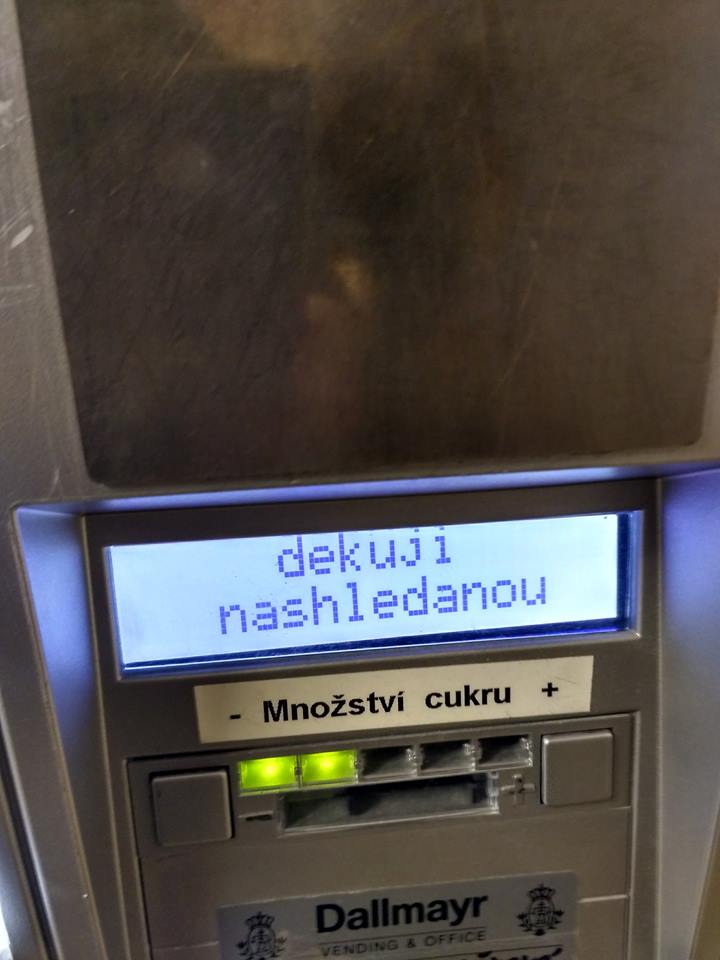 dekuji
nashledanou
- Množství cukru +
- +
Dallmayr
VENDING & OFFICE